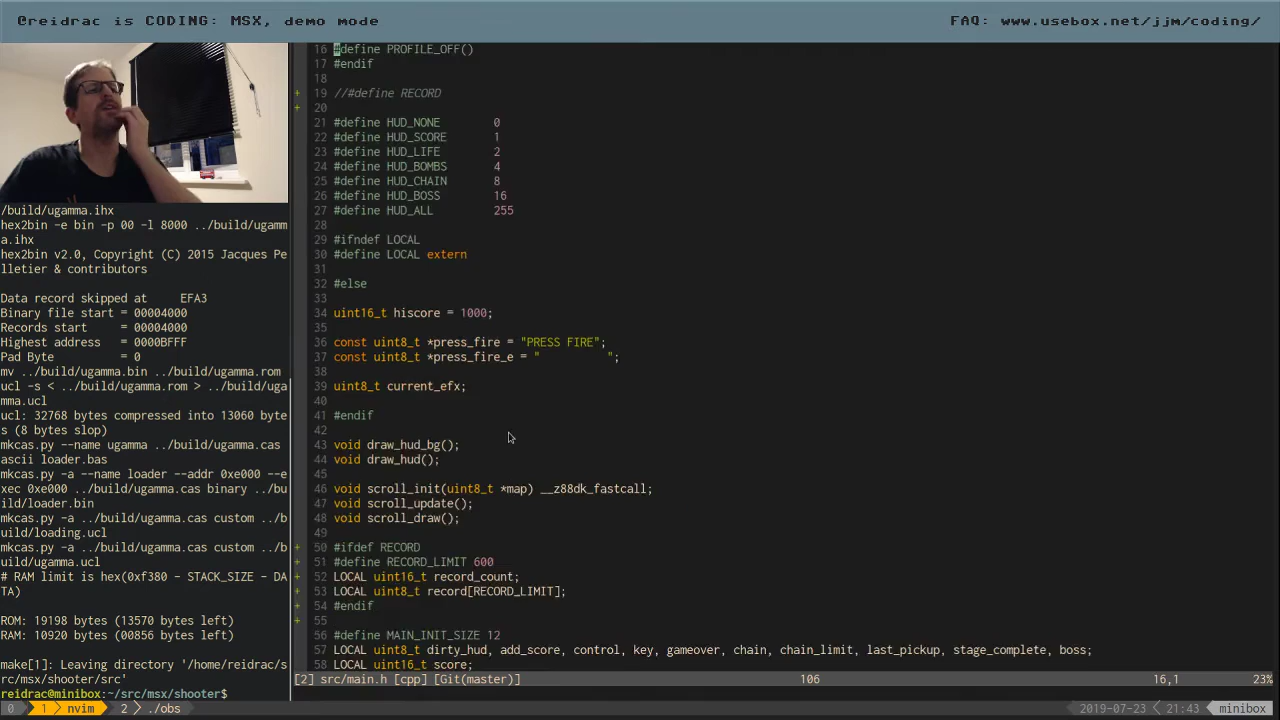 @reidrac is CODING: MSX, demo mode
FAQ: www.usebox.net/jjm/coding/
/build/ugamma.ihx
hex2bin -e bin -p 00 -l 8000 ../build/ugamm
a.ihx
hex2bin v2.0, Copyright (C) 2015 Jacques Pe
lletier & contributors

Data record skipped at    EFA3
Binary file start = 00004000
Records start     = 00004000
Highest address   = 0000BFFF
Pad Byte          = 0
mv ../build/ugamma.bin ../build/ugamma.rom
ucl -s < ../build/ugamma.rom > ../build/uga
mma.ucl
ucl: 32768 bytes compressed into 13060 byte
s (8 bytes slop)
mkcas.py --name ugamma ../build/ugamma.cas
ascii loader.bas
mkcas.py -a --name loader --addr 0xe000 --e
xec 0xe000 ../build/ugamma.cas binary ../bu
ild/loader.bin
mkcas.py -a ../build/ugamma.cas custom ../b
uild/loading.ucl
mkcas.py -a ../build/ugamma.cas custom ../b
uild/ugamma.ucl
# RAM limit is hex(0xf380 - STACK_SIZE - DA
TA)

ROM: 19198 bytes (13570 bytes left)
RAM: 10920 bytes (00856 bytes left)

make[1]: Leaving directory '/home/reidrac/s
rc/msx/shooter/src'
reidrac@minibox:~/src/msx/shooter$
16 #define PROFILE_OFF()
17 #endif
18
+ 19 //#define RECORD
+ 20
21 #define HUD_NONE        0
22 #define HUD_SCORE       1
23 #define HUD_LIFE        2
24 #define HUD_BOMBS       4
25 #define HUD_CHAIN       8
26 #define HUD_BOSS        16
27 #define HUD_ALL         255
28
29 #ifndef LOCAL
30 #define LOCAL extern
31
32 #else
33
34 uint16_t hiscore = 1000;
35
36 const uint8_t *press_fire = "PRESS FIRE";
37 const uint8_t *press_fire_e = "          ";
38
39 uint8_t current_efx;
40
41 #endif
42
43 void draw_hud_bg();
44 void draw_hud();
45
46 void scroll_init(uint8_t *map) __z88dk_fastcall;
47 void scroll_update();
48 void scroll_draw();
49
+ 50 #ifdef RECORD
+ 51 #define RECORD_LIMIT 600
+ 52 LOCAL uint16_t record_count;
+ 53 LOCAL uint8_t record[RECORD_LIMIT];
+ 54 #endif
+ 55
56 #define MAIN_INIT_SIZE 12
57 LOCAL uint8_t dirty_hud, add_score, control, key, gameover, chain, chain_limit, last_pickup, stage_complete, boss;
58 LOCAL uint16_t score;
[2] src/main.h [cpp] [Git(master)] 106 16,1 23%
0 1 nvim 2 ./obs 2019-07-23 21:43 minibox